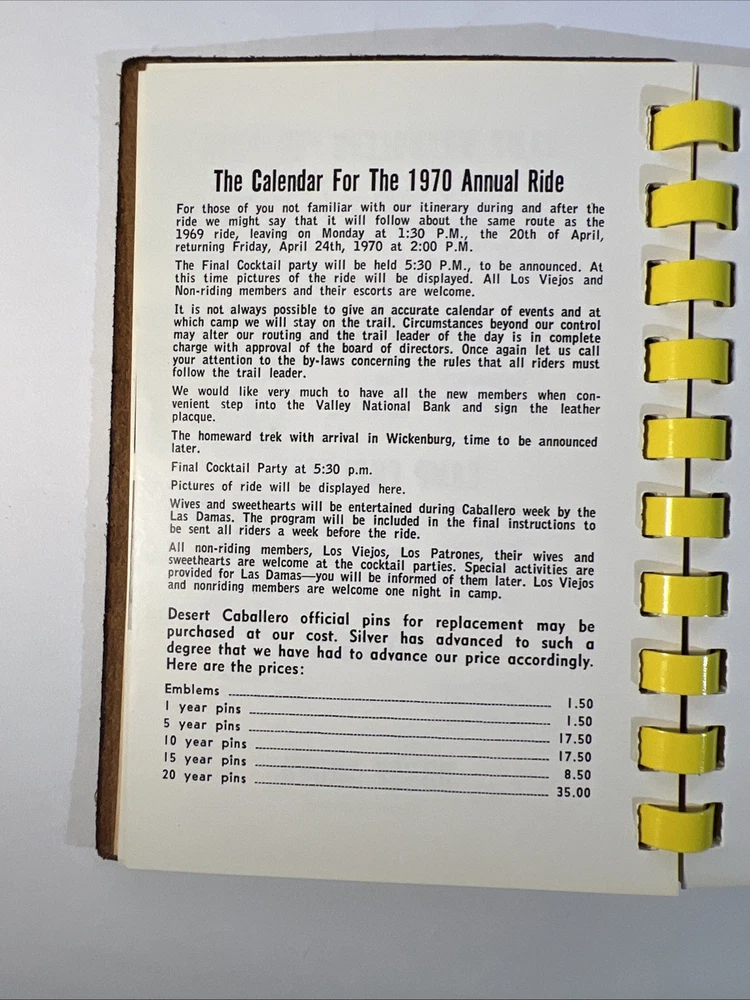 The Calendar For The 1970 Annual Ride
For those of you not familiar with our itinerary during and after the
ride we might say that it will follow about the same route as the
1969 ride, leaving on Monday at 1:30 P.M., the 20th of April,
returning Friday, April 24th, 1970 at 2:00 P.M.
The Final Cocktail party will be held 5:30 P.M., to be announced. At
this time pictures of the ride will be displayed. All Los Viejos and
Non-riding members and their escorts are welcome.
It is not always possible to give an accurate calendar of events and at
which camp we will stay on the trail. Circumstances beyond our control
may alter our routing and the trail leader of the day is in complete
charge with approval of the board of directors. Once again let us call
your attention to the by-laws concerning the rules that all riders must
follow the trail leader.
We would like very much to have all the new members when con-
venient step into the Valley National Bank and sign the leather
placque.
The homeward trek with arrival in Wickenburg, time to be announced
later.
Final Cocktail Party at 5:30 p.m.
Pictures of ride will be displayed here.
Wives and sweethearts will be entertained during Caballero week by the
Las Damas. The program will be included in the final instructions to
be sent all riders a week before the ride.
All non-riding members, Los Viejos, Los Patrones, their wives and
sweethearts are welcome at the cocktail parties. Special activities are
provided for Las Damas—you will be informed of them later. Los Viejos
and nonriding members are welcome one night in camp.
Desert Caballero official pins for replacement may be
purchased at our cost. Silver has advanced to such a
degree that we have had to advance our price accordingly.
Here are the prices:
Emblems 1.50
1 year pins 1.50
5 year pins 17.50
10 year pins 17.50
15 year pins 8.50
20 year pins 35.00